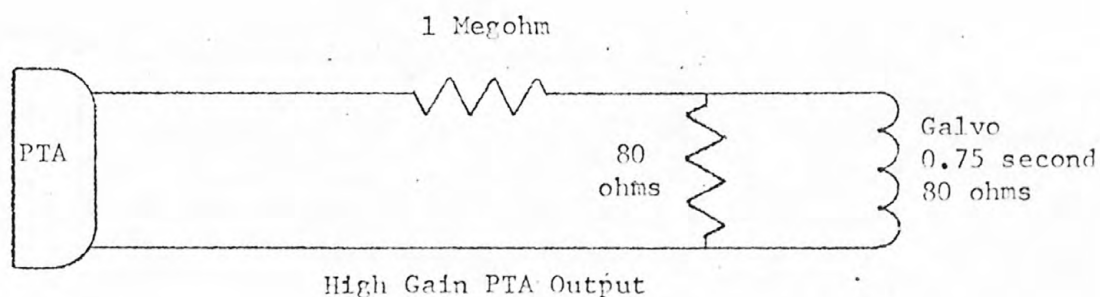 1 Megohm
PTA
80
ohms
Galvo
0.75 second
80 ohms
High Gain PTA Output